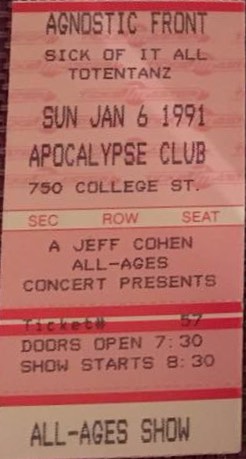 AGNOSTIC FRONT
SICK OF IT ALL
TOTENTANZ
SUN JAN 6 1991
APOCALYPSE CLUB
750 COLLEGE ST.
SEC ROW SEAT
A JEFF COHEN
ALL-AGES
CONCERT PRESENTS
Ticket# 57
DOORS OPEN 7:30
SHOW STARTS 8:30
ALL-AGES SHOW